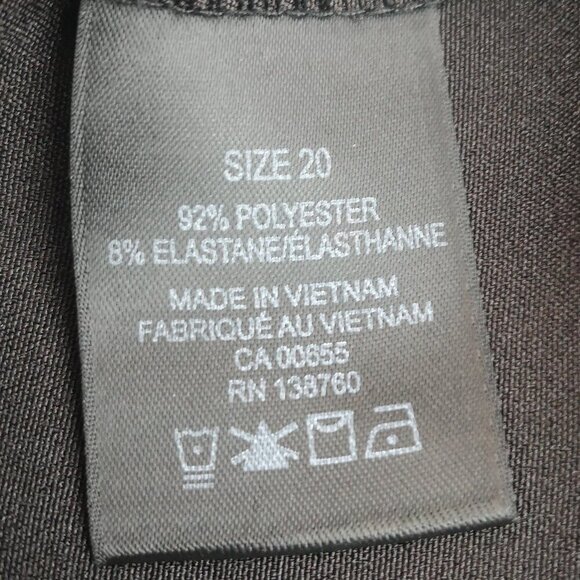 SIZE 20
92% POLYESTER
8% ELASTANE/ÉLASTHANNE
MADE IN VIETNAM
FABRIQUÉ AU VIETNAM
CA 00655
RN 138760